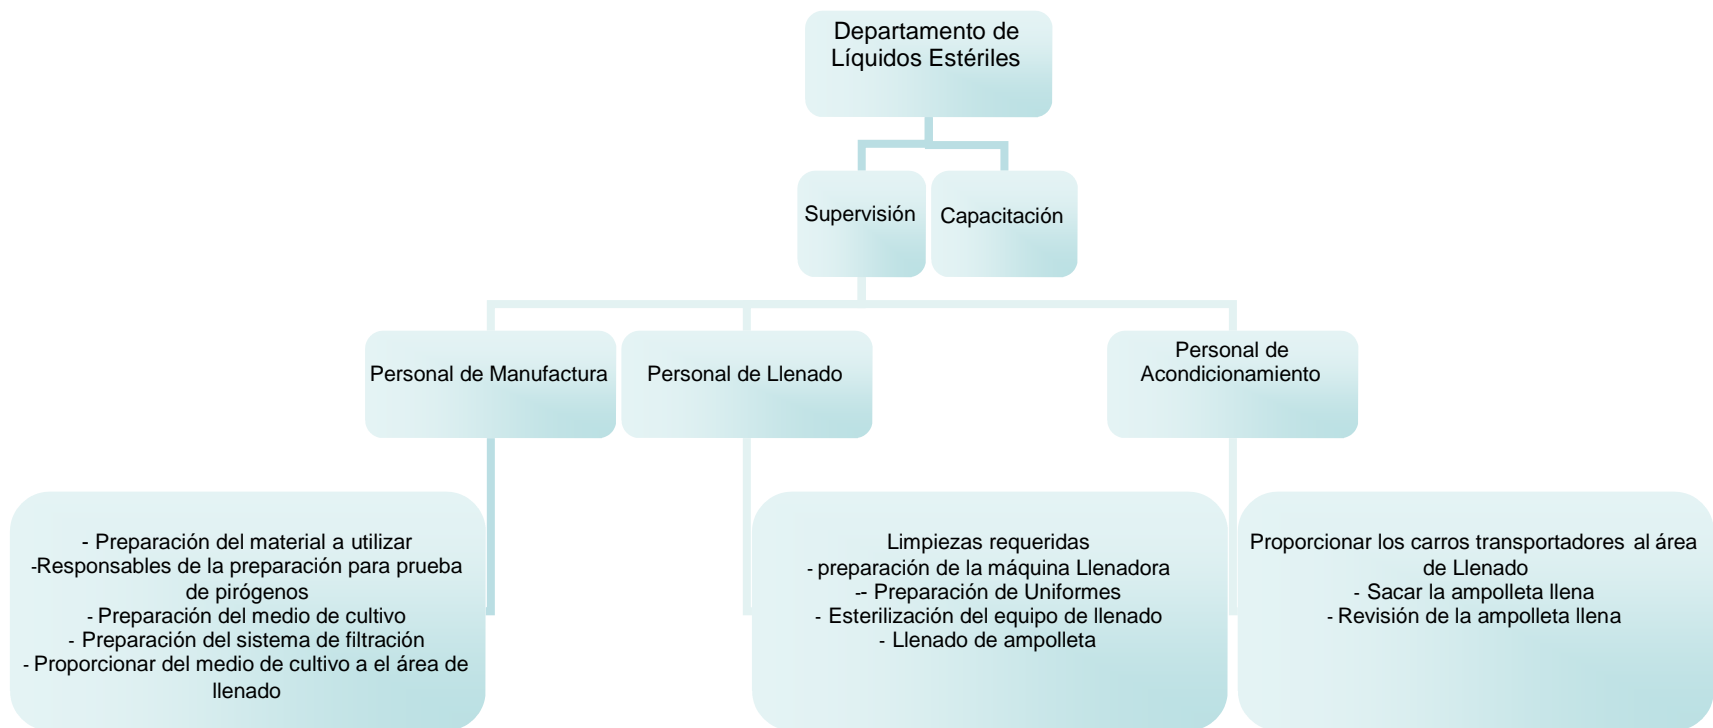 Departamento de
Líquidos Estériles
Supervisión
Capacitación
Personal de Manufactura
Personal de Llenado
Personal de
Acondicionamiento
- Preparación del material a utilizar
-Responsables de la preparación para prueba
de pirógenos
- Preparación del medio de cultivo
- Preparación del sistema de filtración
- Proporcionar del medio de cultivo a el área de
llenado
Limpiezas requeridas
- preparación de la máquina Llenadora
-- Preparación de Uniformes
- Esterilización del equipo de llenado
- Llenado de ampolleta
Proporcionar los carros transportadores al área
de Llenado
- Sacar la ampolleta llena
- Revisión de la ampolleta llena